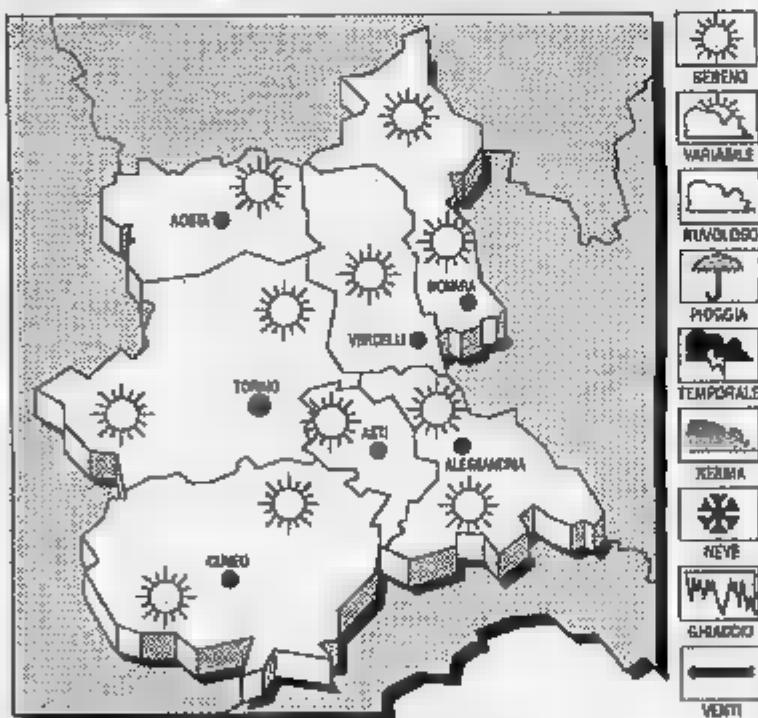 SERENO
VARIABILE
NUVOLOSO
PIOGGIA
TEMPORALE
NEBBIA
NEVE
GHIACCIO
VENTI
AOSTA
NOVARA
VERCELLI
TORINO
ASTI
ALESSANDRIA
CUNEO